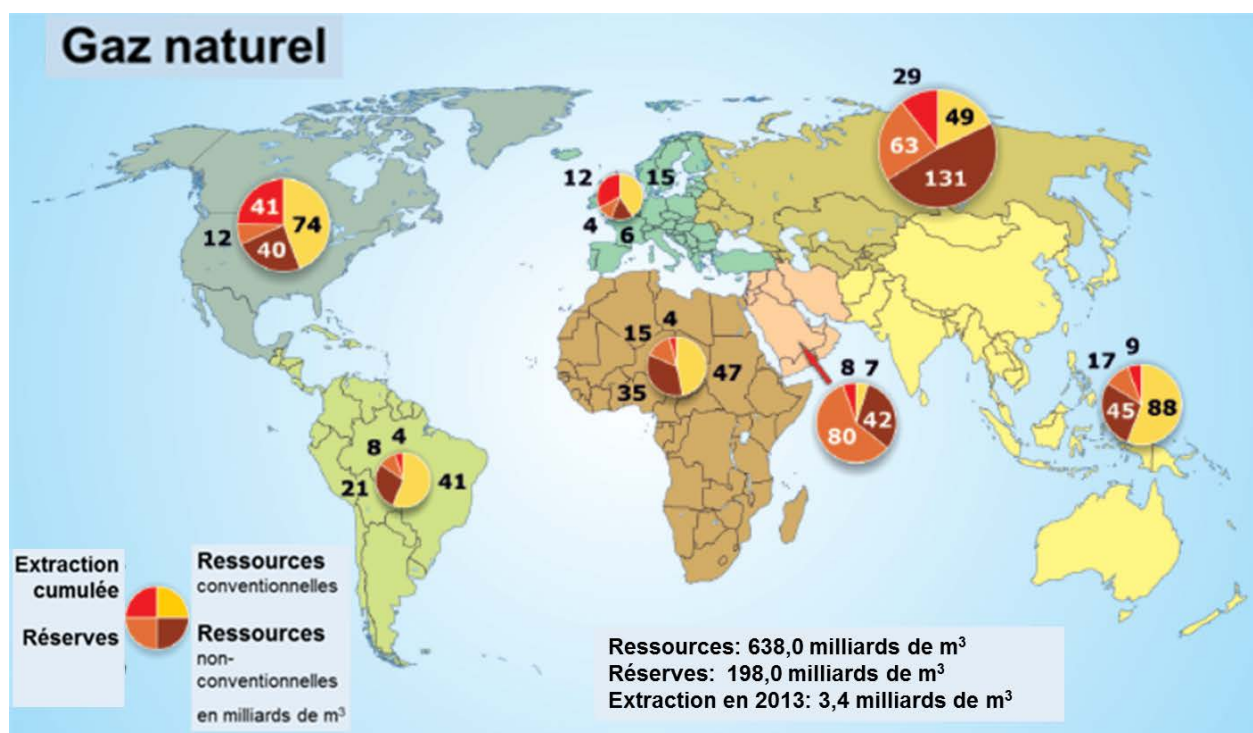 Gaz naturel
29
49
63
131
12
15
4
6
41
74
12
40
15
4
35
47
8
7
42
80
17
9
45
88
8
4
21
41
Extraction
cumulée
Réserves
Ressources
conventionnelles
Ressources
non-
conventionnelles
en milliards de m³
Ressources: 638,0 milliards de m³
Réserves: 198,0 milliards de m³
Extraction en 2013: 3,4 milliards de m³